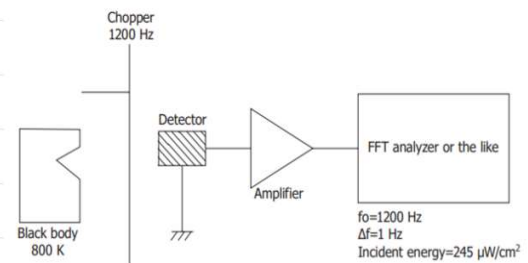 Chopper
1200 Hz
Detector
FFT analyzer or the like
Amplifier
Black body
800 K
fo=1200 Hz
Δf=1 Hz
Incident energy=245 μW/cm²